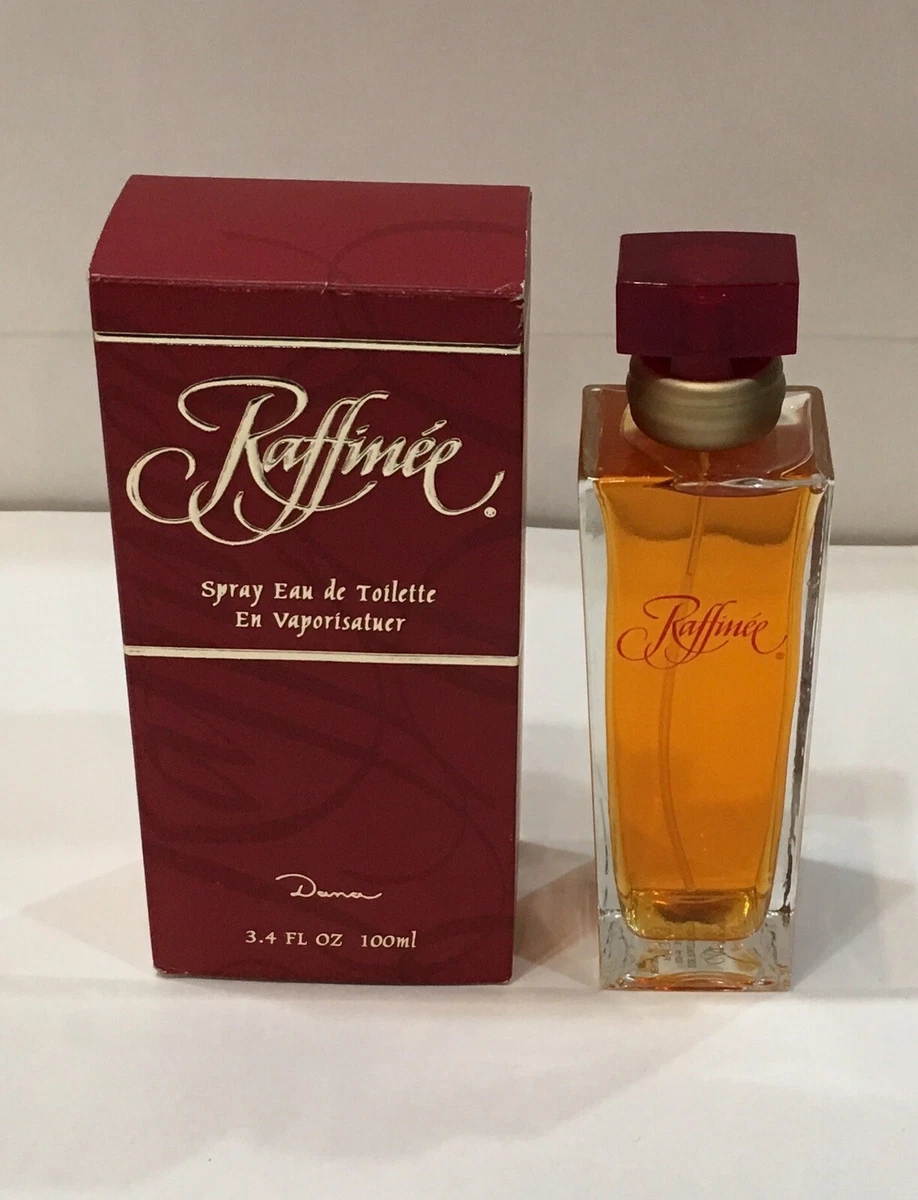 Raffinée®
Spray Eau de Toilette
En Vaporisatuer
Dana
3.4 FL OZ 100ml
Raffinée®